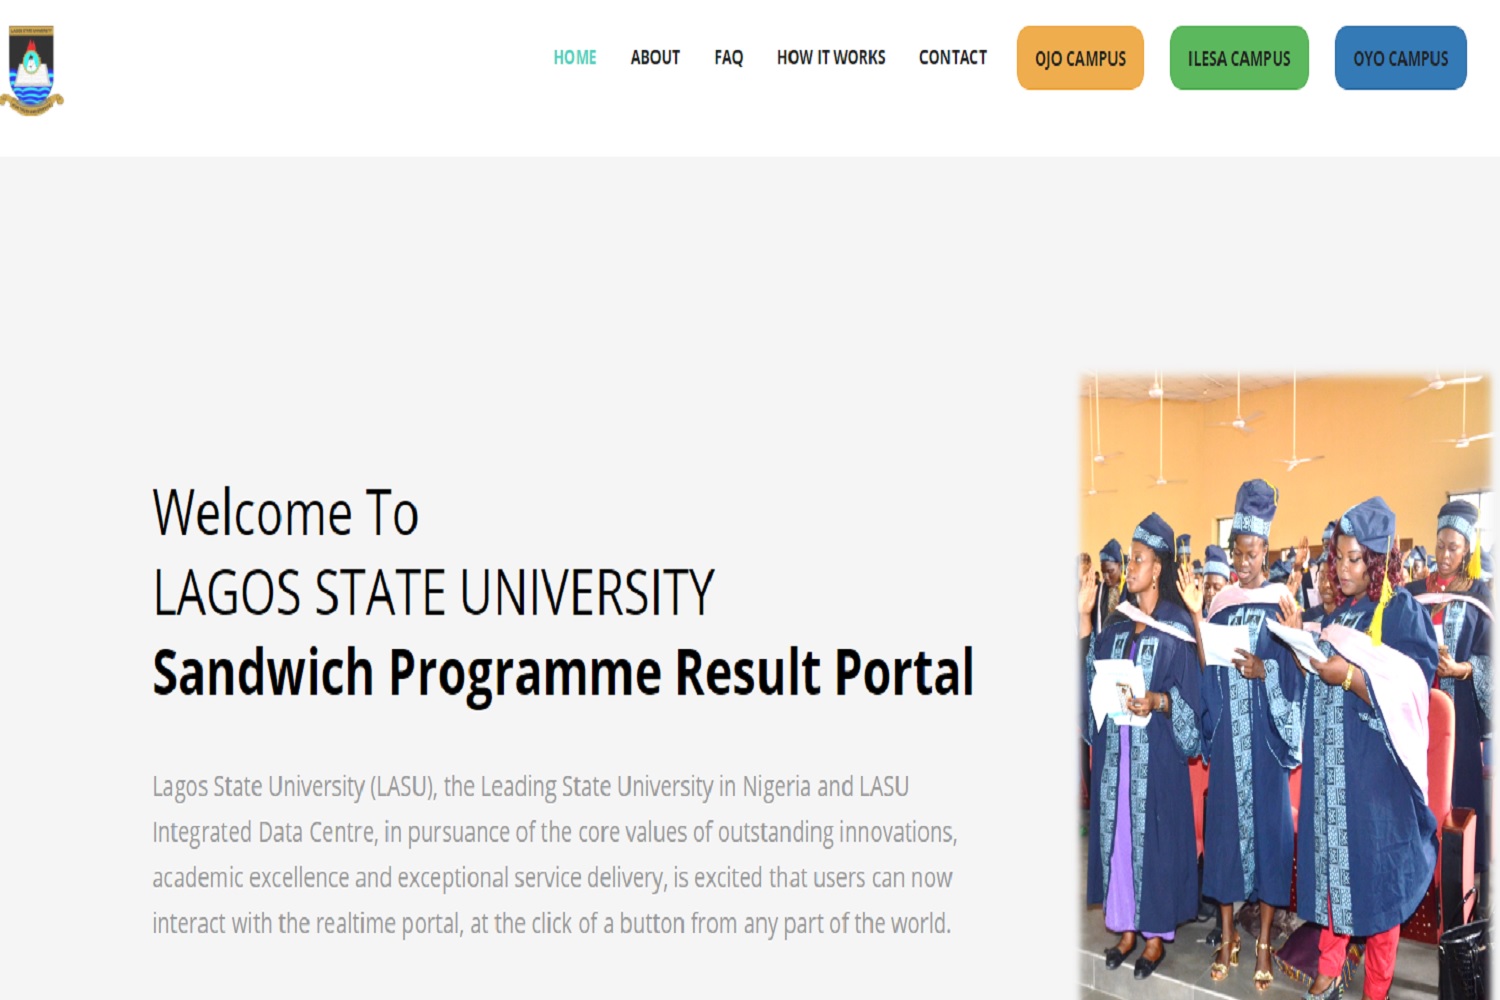 HOME ABOUT FAQ HOW IT WORKS CONTACT OJO CAMPUS ILESA CAMPUS OYO CAMPUS
Welcome To
LAGOS STATE UNIVERSITY
Sandwich Programme Result Portal
Lagos State University (LASU), the Leading State University in Nigeria and LASU
Integrated Data Centre, in pursuance of the core values of outstanding innovations,
academic excellence and exceptional service delivery, is excited that users can now
interact with the realtime portal, at the click of a button from any part of the world.